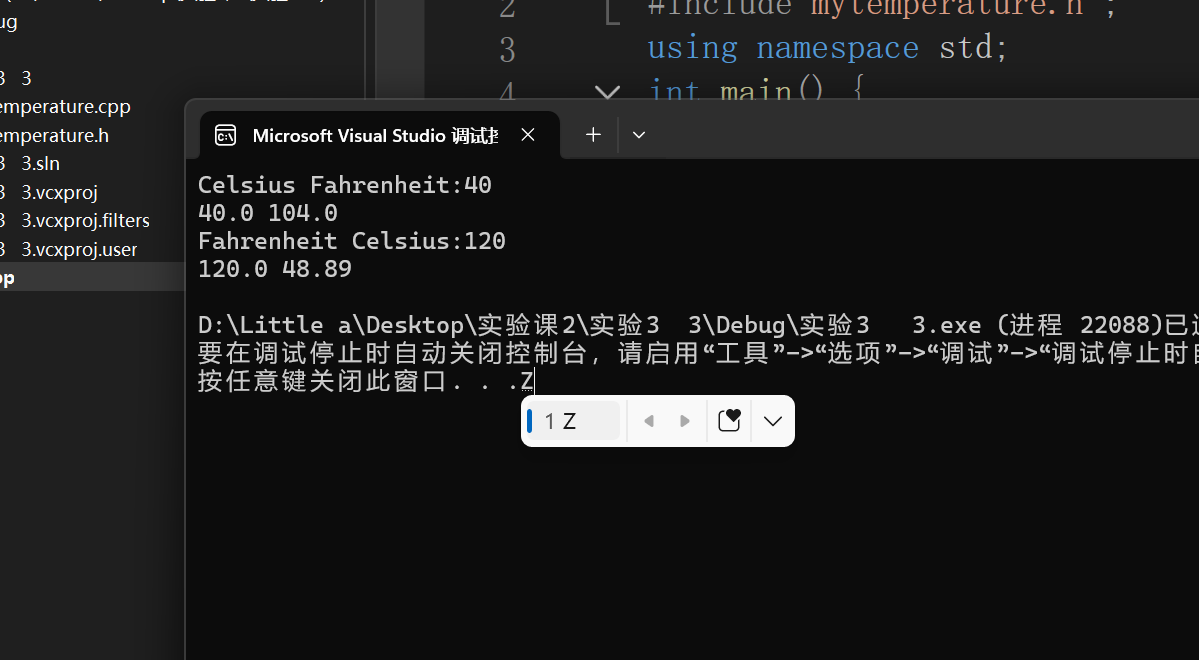 ug
3 3
emperature.cpp
emperature.h
3 3.sln
3 3.vcxproj
3 3.vcxproj.filters
3 3.vcxproj.user
pp
2 #include "mytemperature.h";
3 using namespace std;
4 int main() {
Microsoft Visual Studio 调试
Celsius Fahrenheit:40
40.0 104.0
Fahrenheit Celsius:120
120.0 48.89
D:\Little a\Desktop\实验课2\实验3 3\Debug\实验3 3.exe (进程 22088)已
要在调试停止时自动关闭控制台，请启用“工具”->“选项”->“调试”->“调试停止时自
按任意键关闭此窗口. . .Z
1 Z